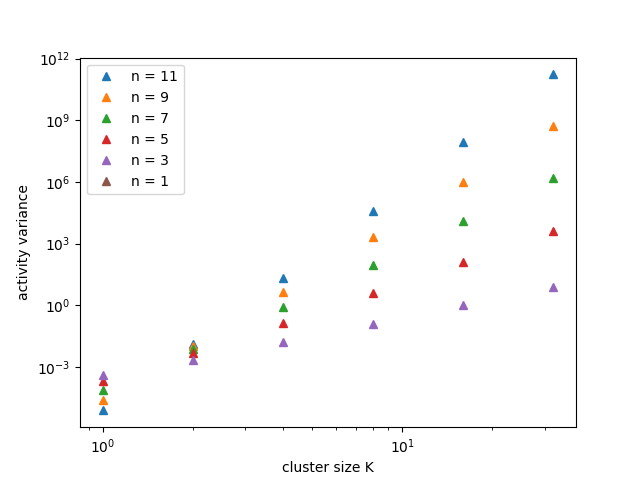 10^12
10^9
10^6
10^3
10^0
10^-3
activity variance
n = 11
n = 9
n = 7
n = 5
n = 3
n = 1
10^0
10^1
cluster size K